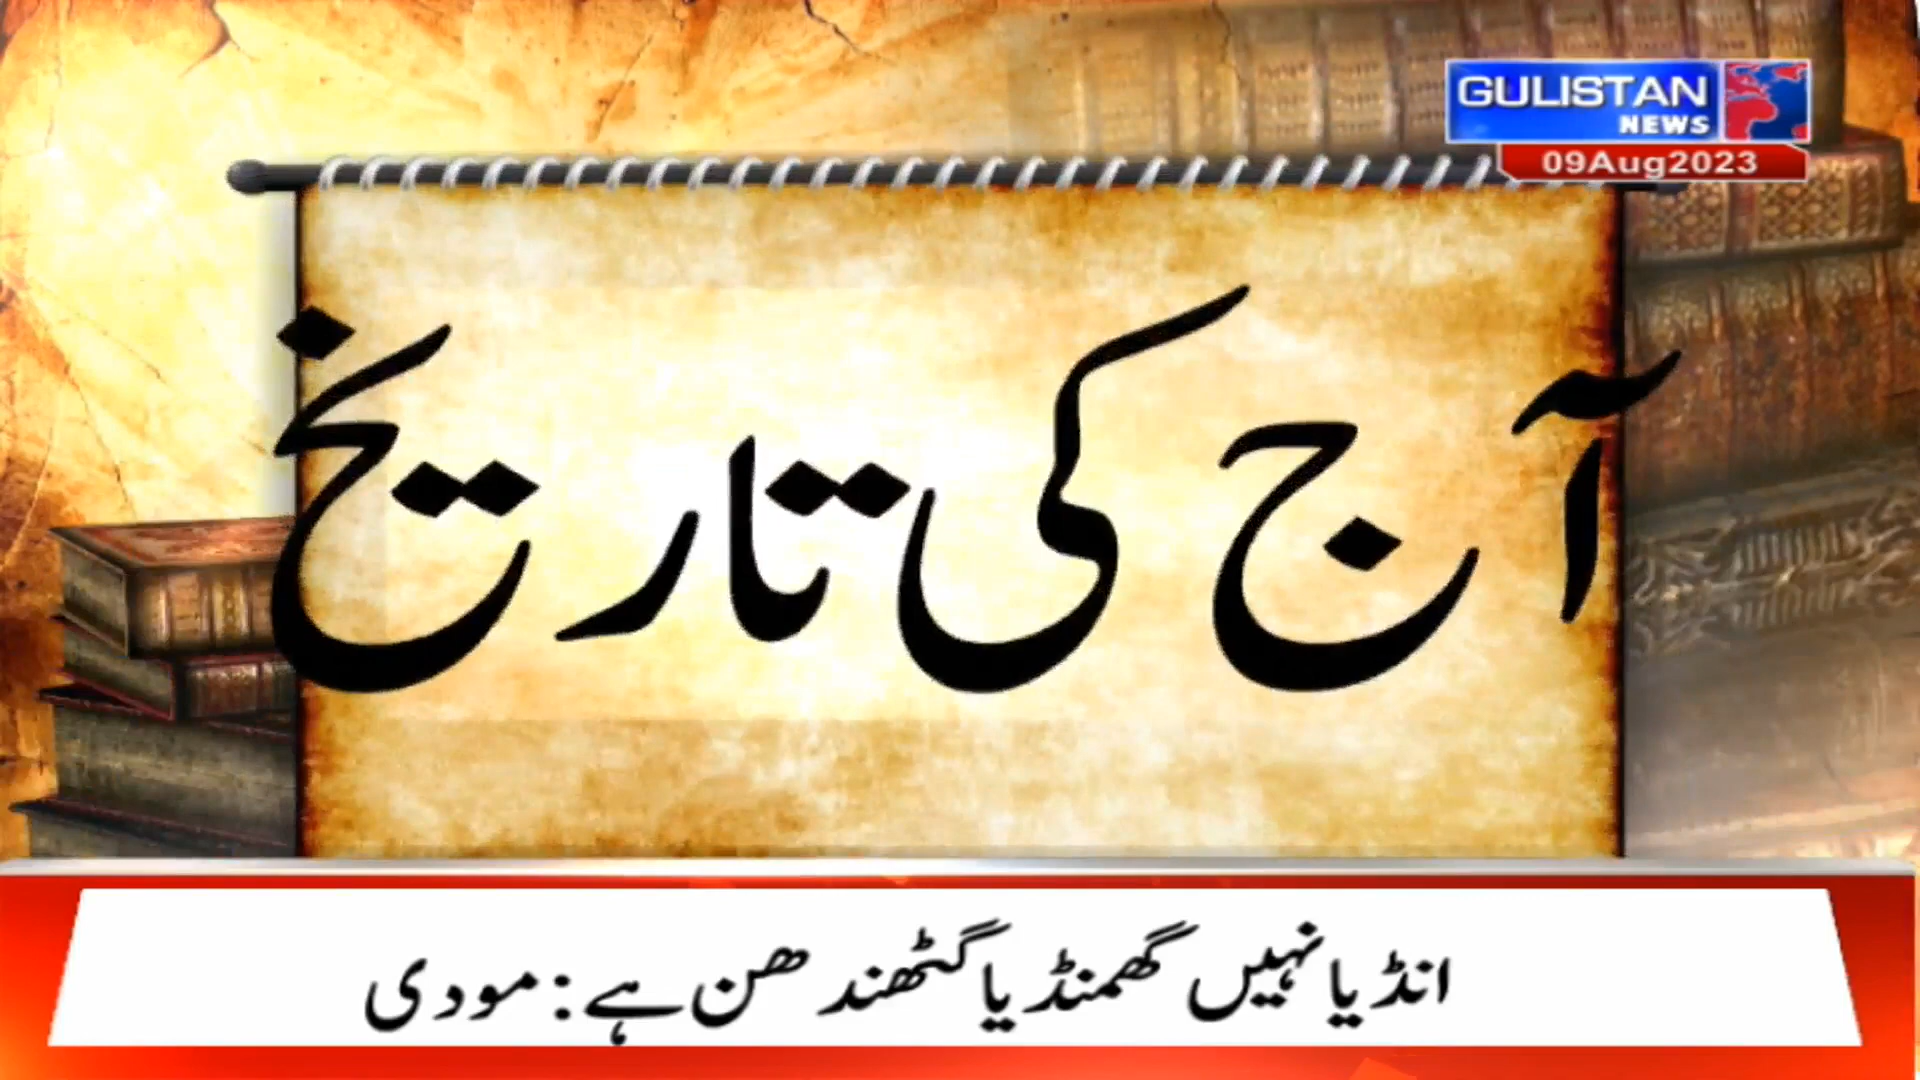 GULISTAN
NEWS
09Aug2023
آج کی تاریخ
انڈیا نہیں گھمنڈیا گٹھندھن ہے : مودی